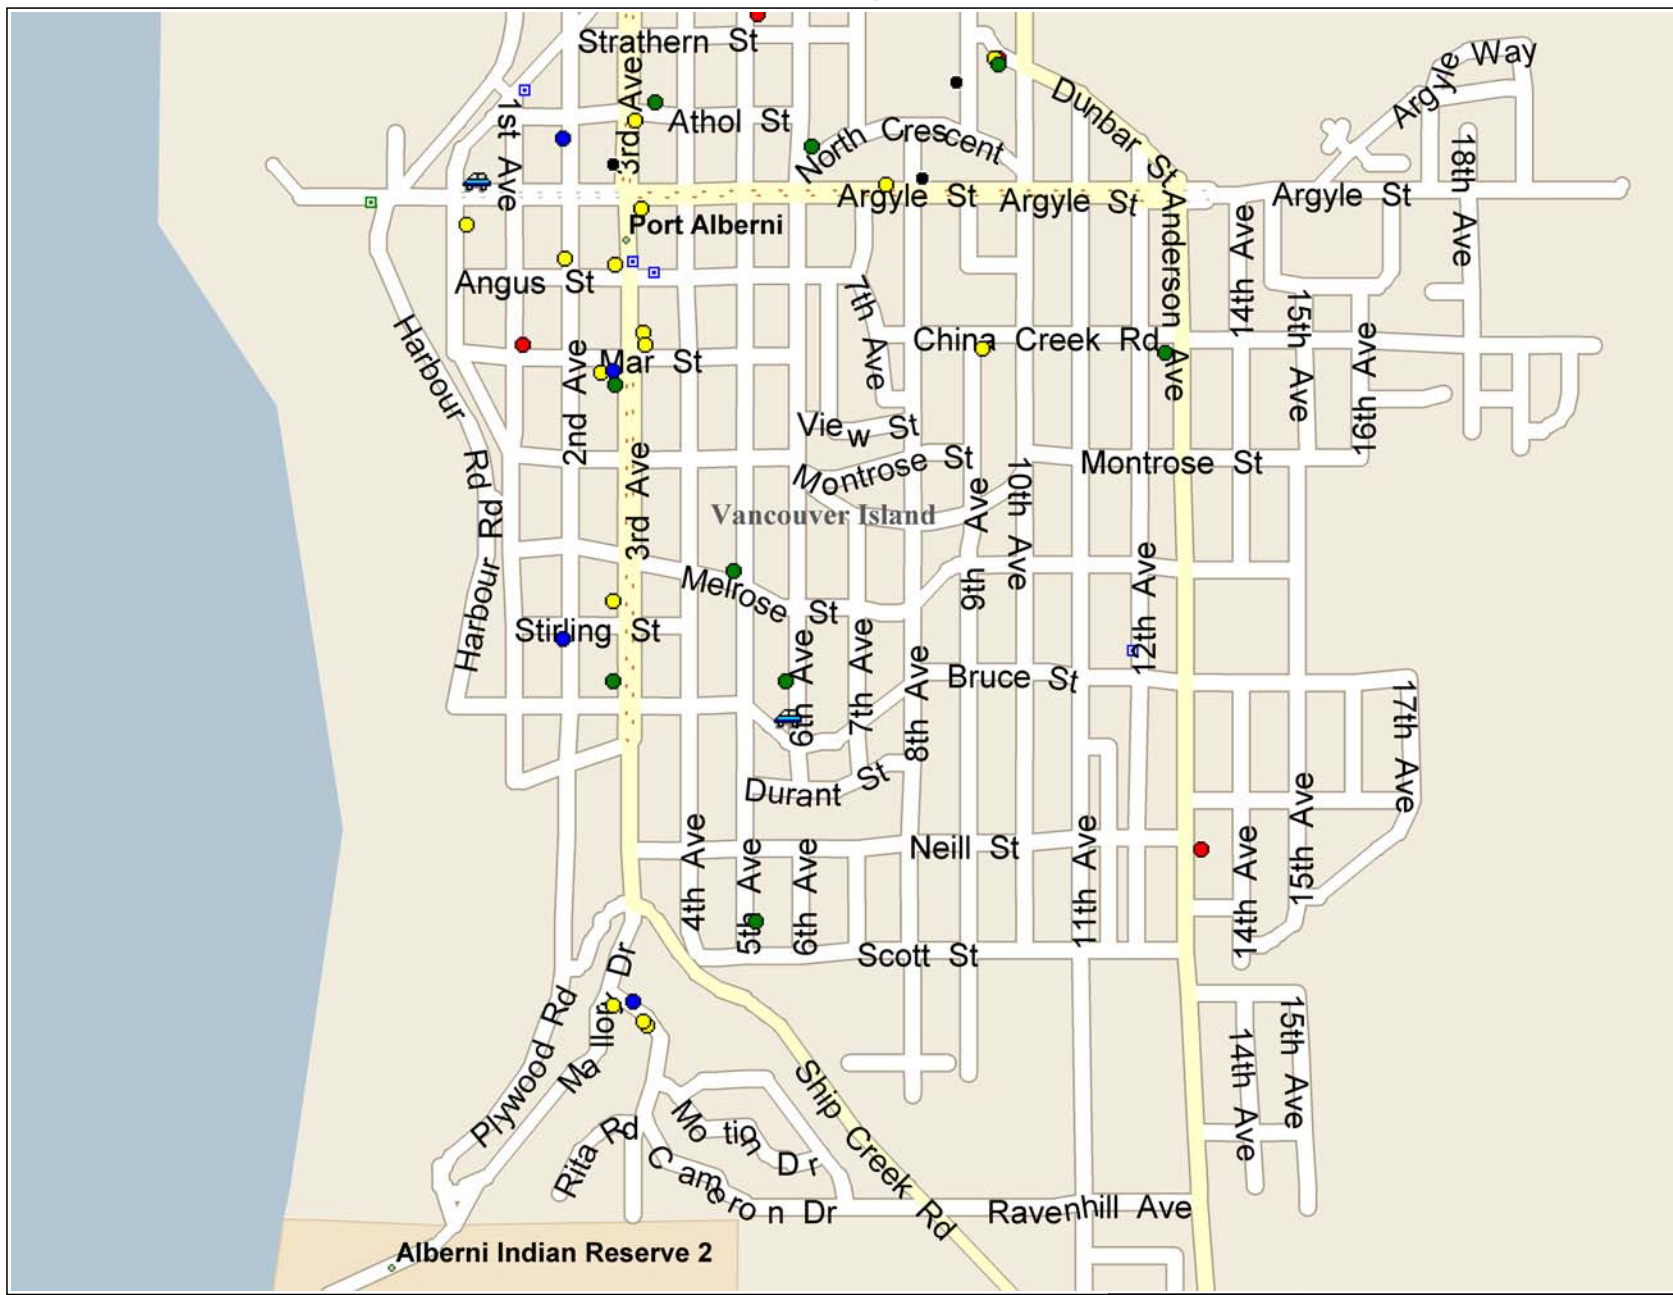 Strathern St
Argyle Way
3rd Ave
1st Ave
Athol St
Dunbar St
North Crescent
18th Ave
Argyle St
Argyle St
Argyle St
Port Alberni
Anderson Ave
14th Ave
Angus St
7th Ave
15th Ave
Harbour Rd
China Creek Rd
16th Ave
2nd Ave
Mar St
View St
Montrose St
Montrose St
3rd Ave
10th Ave
9th Ave
Vancouver Island
Harbour Rd
Melrose St
12th Ave
Stirling St
6th Ave
7th Ave
8th Ave
Bruce St
17th Ave
Durant St
15th Ave
4th Ave
5th Ave
6th Ave
Neill St
11th Ave
14th Ave
Scott St
Mallory Dr
Plywood Rd
15th Ave
14th Ave
Ship Creek Rd
Motion Dr
Rita Rd
Cameron Dr
Ravenhill Ave
Alberni Indian Reserve 2